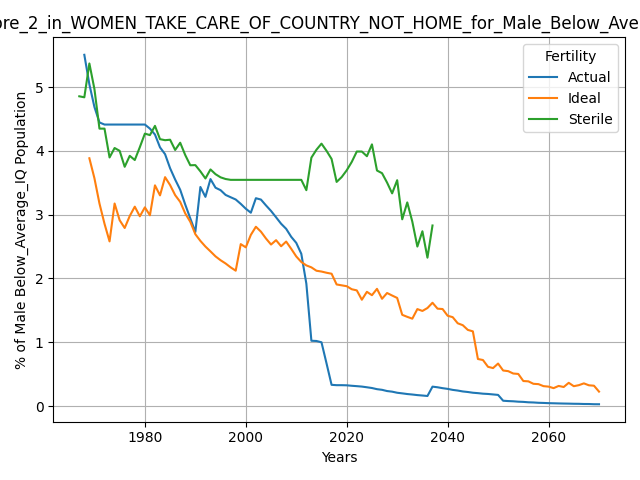 ore_2_in_WOMEN_TAKE_CARE_OF_COUNTRY_NOT_HOME_for_Male_Below_Ave
Fertility
Actual
Ideal
Sterile
% of Male Below_Average_IQ Population
5
4
3
2
1
0
1980 2000 2020 2040 2060
Years